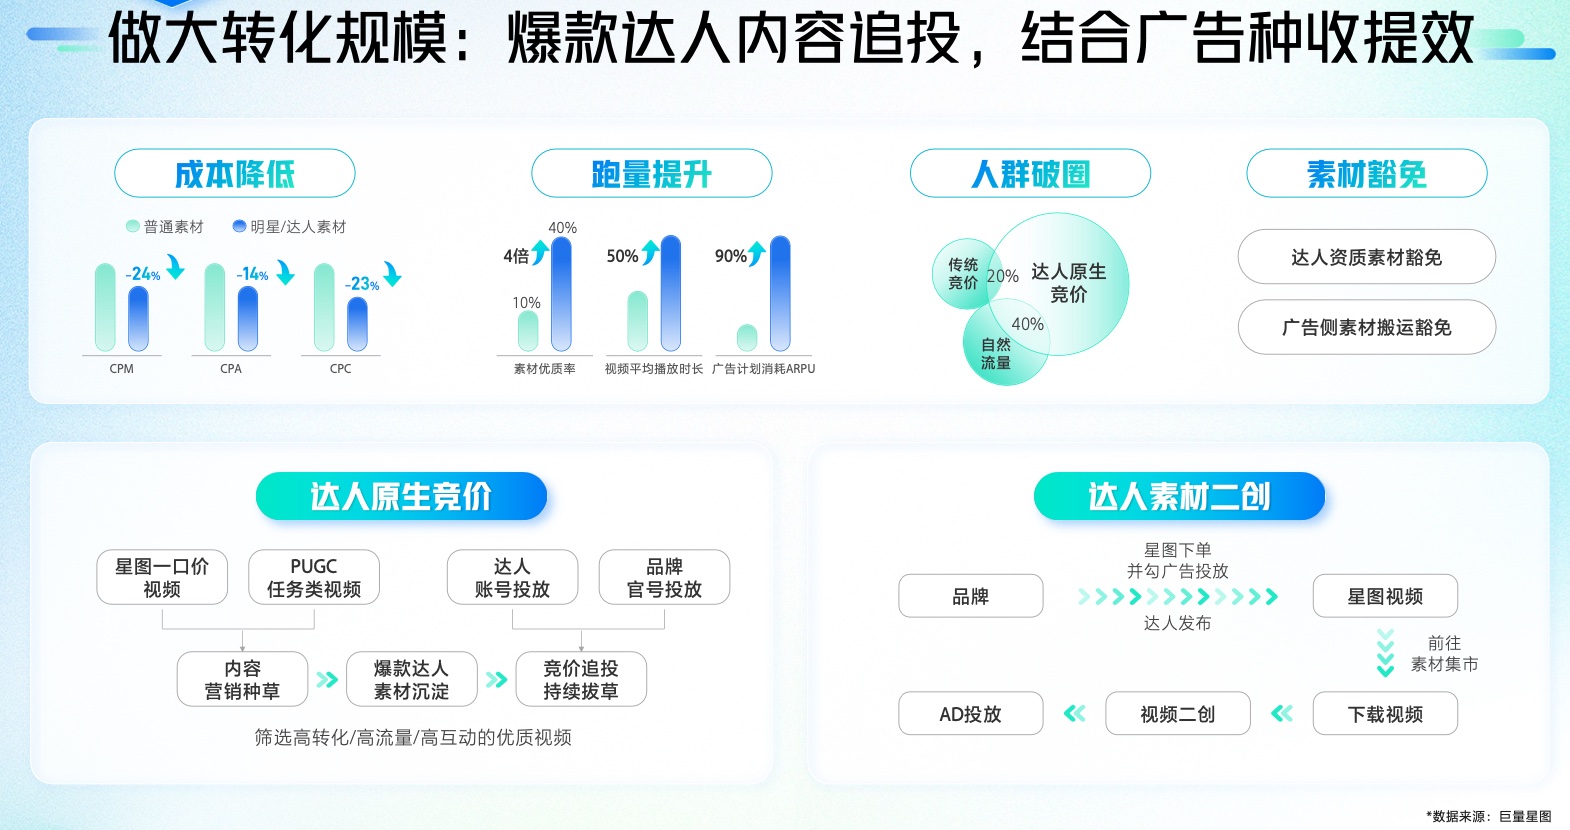 做大转化规模：爆款达人内容追投，结合广告种收提效
成本降低
普通素材
明星/达人素材
-24%
-14%
-23%
CPM
CPA
CPC
跑量提升
40%
4倍
10%
50%
90%
素材优质率
视频平均播放时长
广告计划消耗ARPU
人群破圈
传统
竞价
20%
达人原生
竞价
40%
自然
流量
素材豁免
达人资质素材豁免
广告侧素材搬运豁免
达人原生竞价
星图一口价
视频
PUGC
任务类视频
达人
账号投放
品牌
官号投放
内容
营销种草
爆款达人
素材沉淀
竞价追投
持续拔草
筛选高转化/高流量/高互动的优质视频
达人素材二创
品牌
星图下单
并勾广告投放
达人发布
星图视频
前往
素材集市
下载视频
视频二创
AD投放
*数据来源：巨量星图